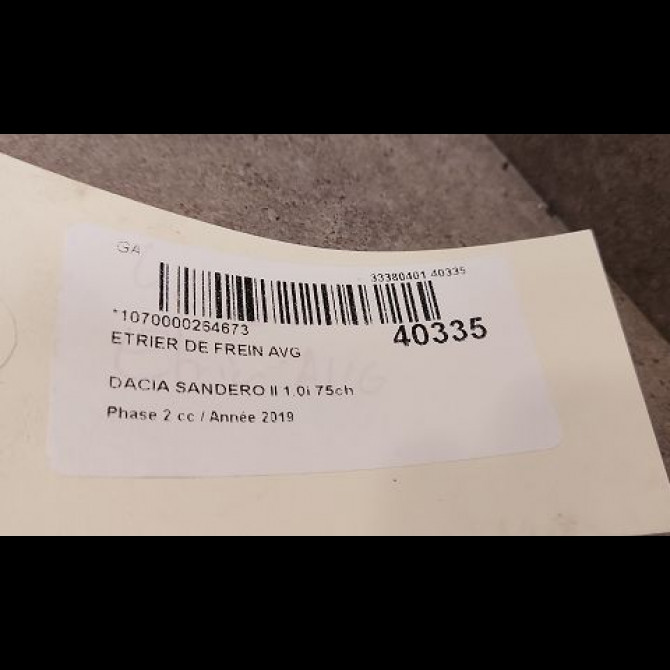 GA
33380401 40335
*1070000264673
40335
ETRIER DE FREIN AVG
DACIA SANDERO II 1.0i 75ch
Phase 2 cc / Année 2019